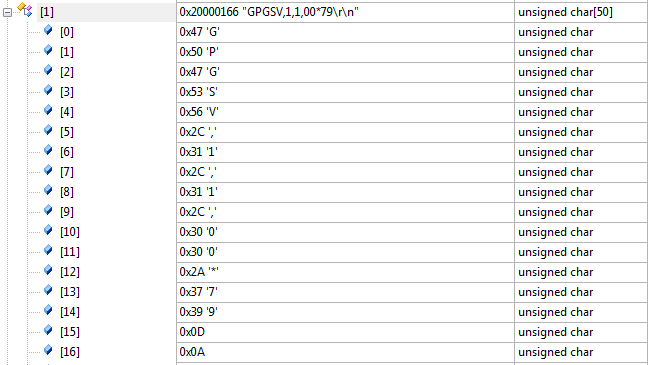 [1] 0x20000166 "GPGSV,1,1,00*79\r\n" unsigned char[50]
[0] 0x47 'G' unsigned char
[1] 0x50 'P' unsigned char
[2] 0x47 'G' unsigned char
[3] 0x53 'S' unsigned char
[4] 0x56 'V' unsigned char
[5] 0x2C ',' unsigned char
[6] 0x31 '1' unsigned char
[7] 0x2C ',' unsigned char
[8] 0x31 '1' unsigned char
[9] 0x2C ',' unsigned char
[10] 0x30 '0' unsigned char
[11] 0x30 '0' unsigned char
[12] 0x2A '*' unsigned char
[13] 0x37 '7' unsigned char
[14] 0x39 '9' unsigned char
[15] 0x0D unsigned char
[16] 0x0A unsigned char